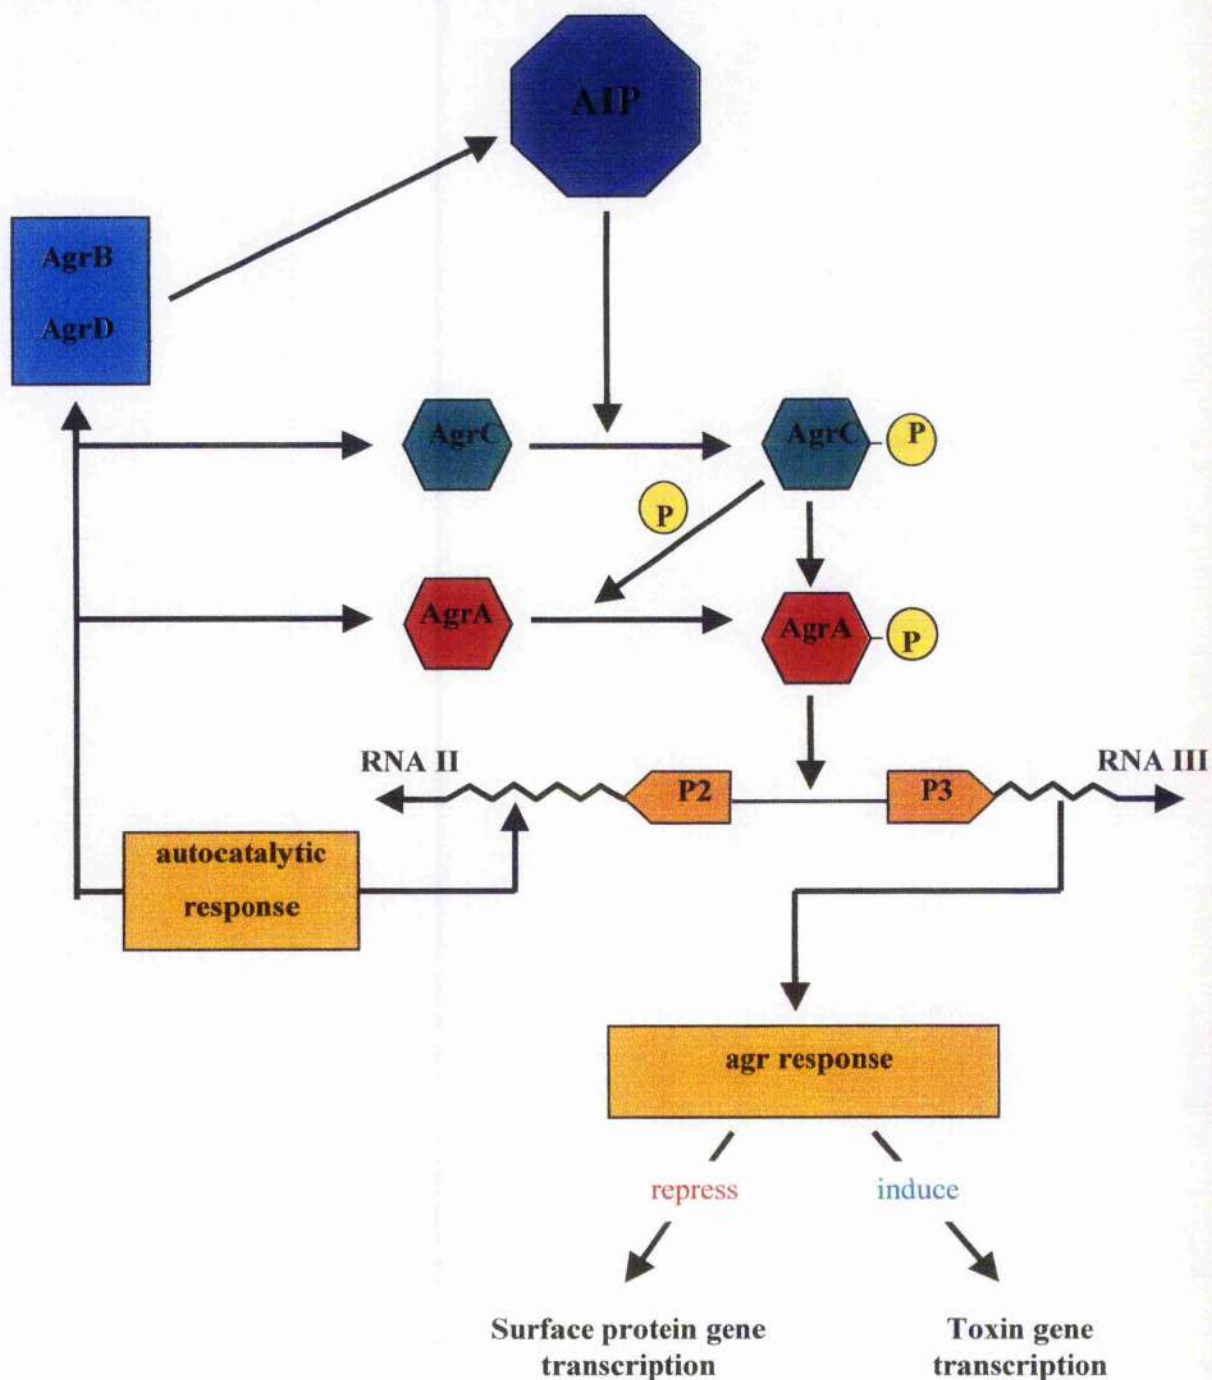 AIP
AgrB
AgrD
AgrC
AgrC
P
P
AgrA
AgrA
P
RNA II
P2
P3
RNA III
autocatalytic
response
agr response
repress
induce
Surface protein gene
transcription
Toxin gene
transcription